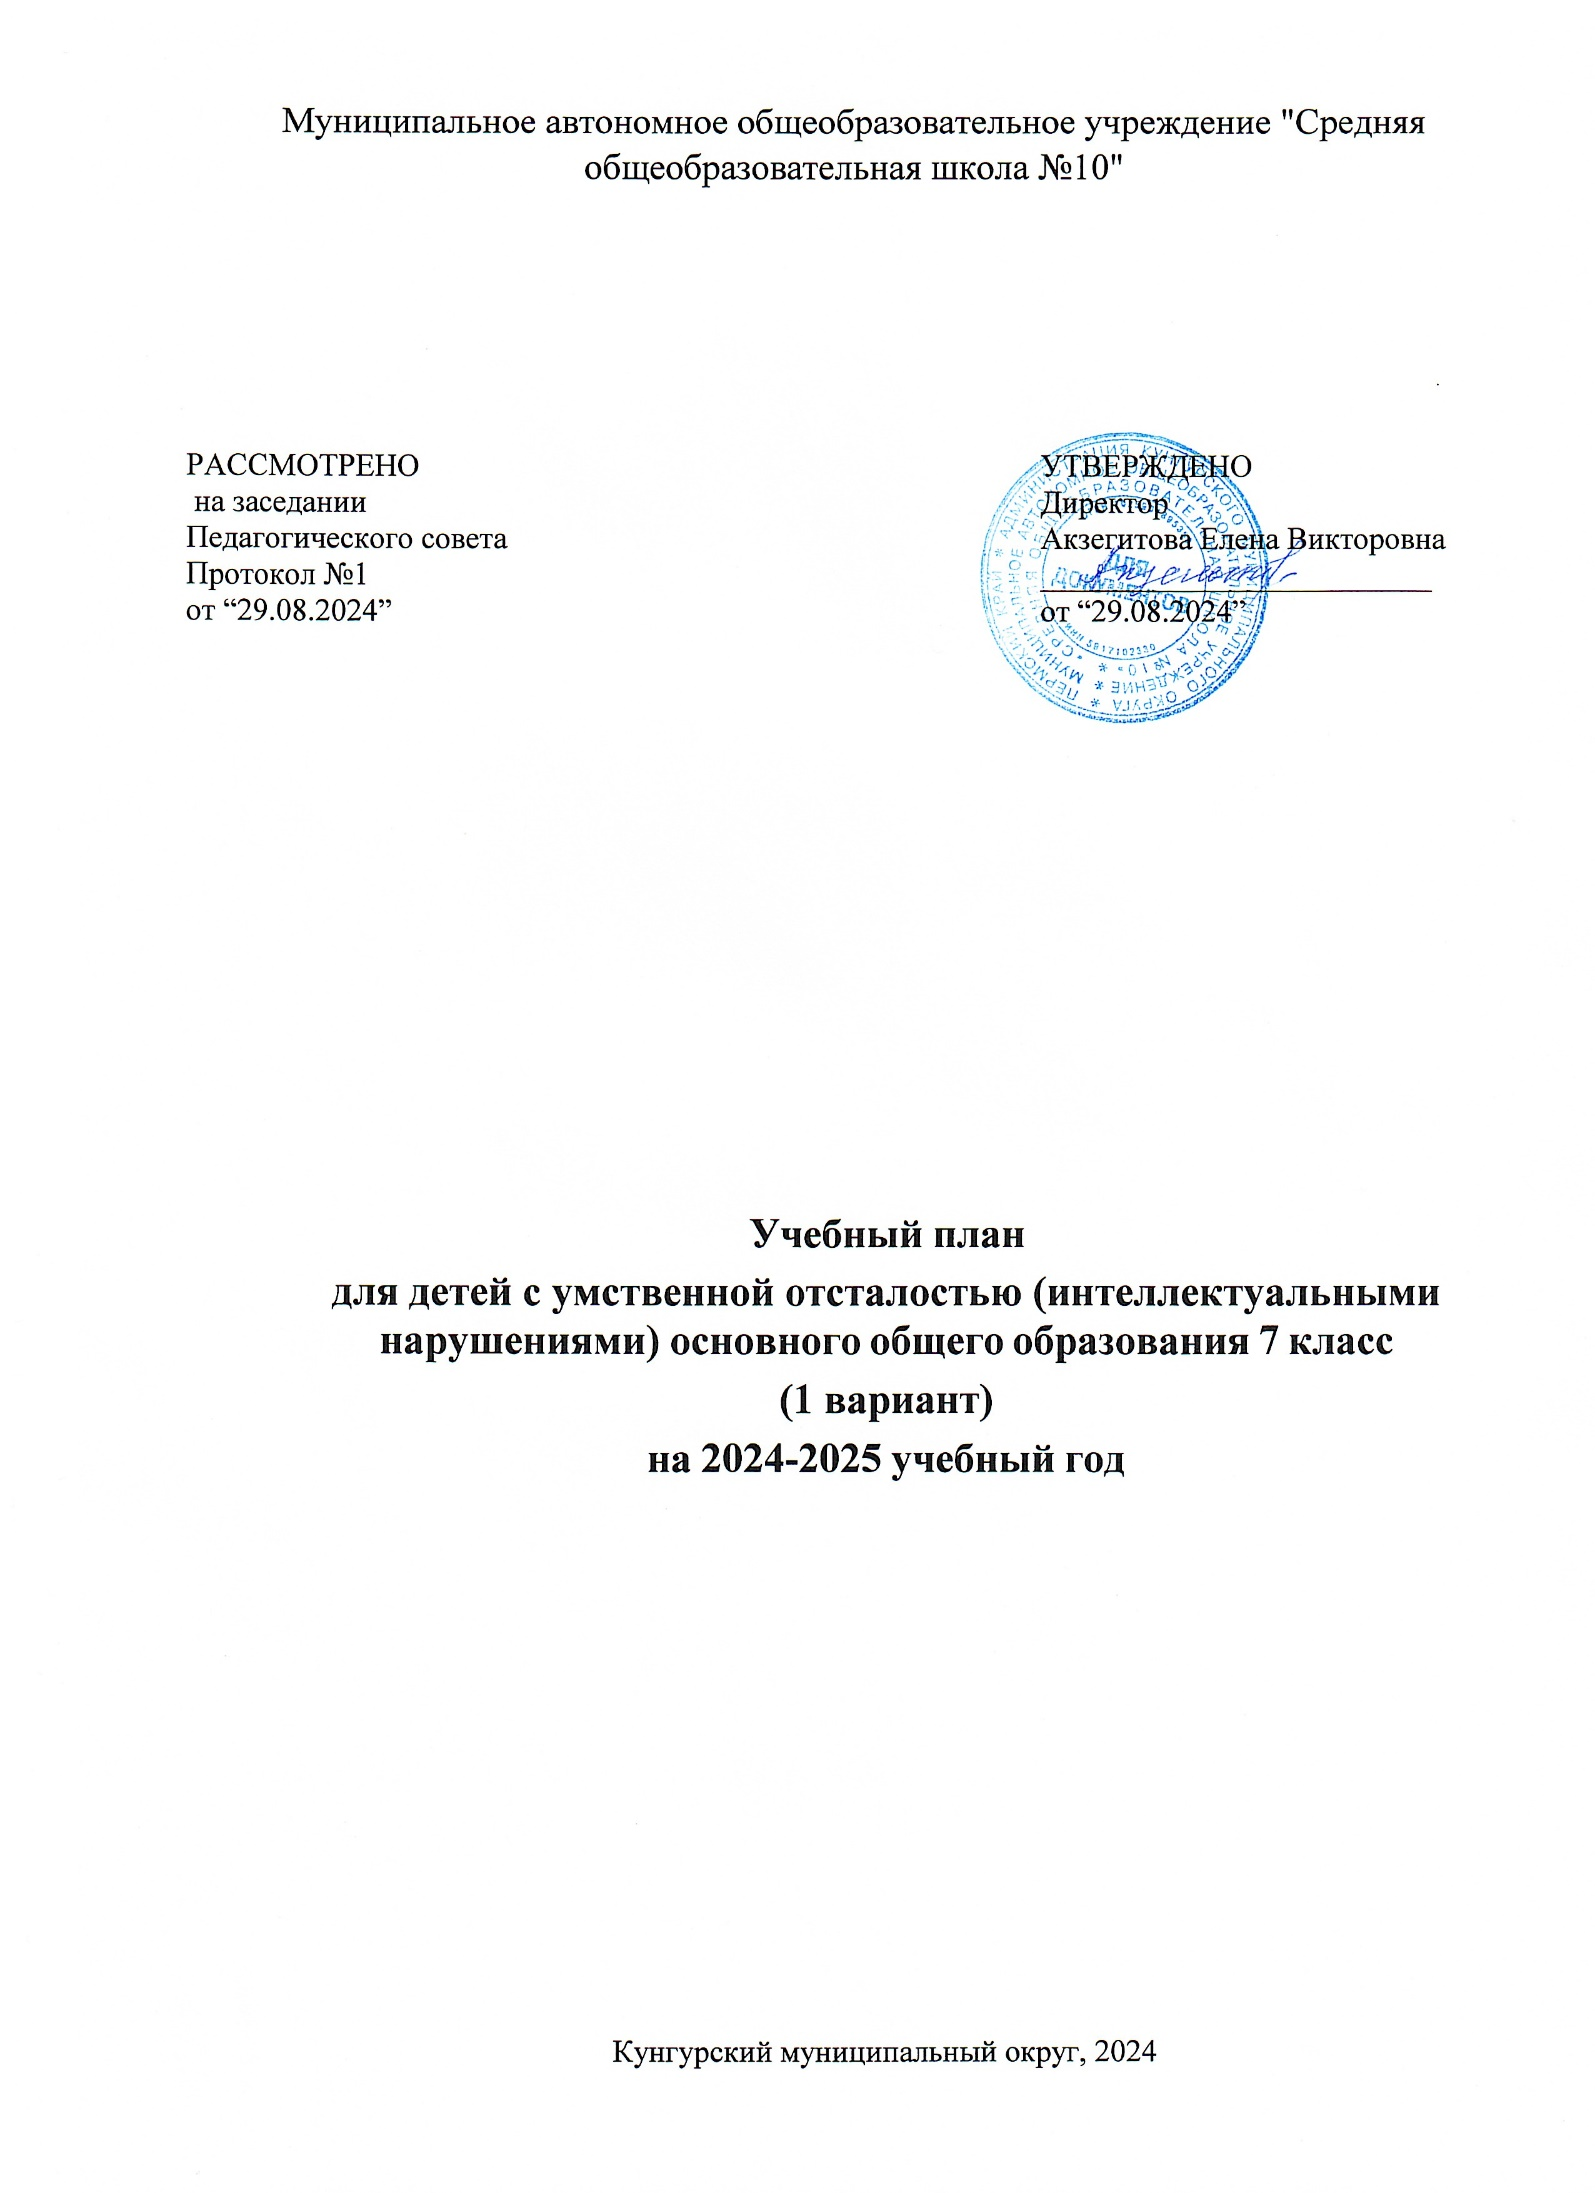 Муниципальное автономное общеобразовательное учреждение "Средняя
общеобразовательная школа №10"
РАССМОТРЕНО
на заседании
Педагогического совета
Протокол №1
от “29.08.2024”
УТВЕРЖДЕНО
Директор
Акзегитова Елена Викторовна
от “29.08.2024”
ДЛЯ
ДОКУМЕНТОВ
Учебный план
для детей с умственной отсталостью (интеллектуальными
нарушениями) основного общего образования 7 класс
(1 вариант)
на 2024-2025 учебный год
Кунгурский муниципальный округ, 2024